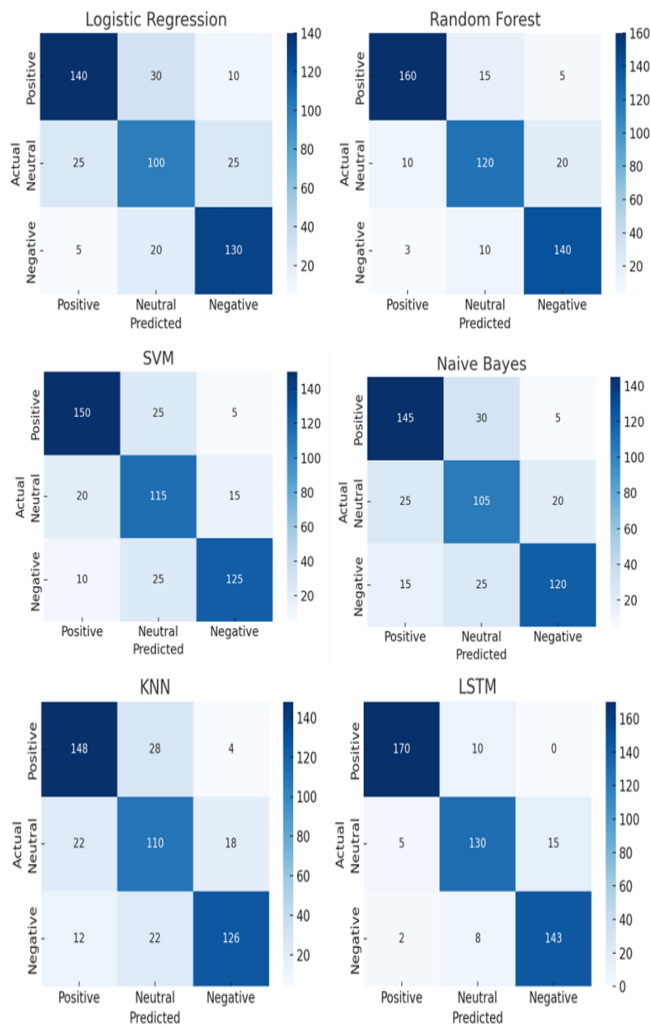 Logistic Regression
Positive 140 30 10
Actual
Neutral 25 100 25
Negative 5 20 130
Positive Neutral Negative
Predicted
140
120
100
80
60
40
20
Random Forest
Positive 160 15 5
Actual
Neutral 10 120 20
Negative 3 10 140
Positive Neutral Negative
Predicted
160
140
120
100
80
60
40
20
SVM
Positive 150 25 5
Actual
Neutral 20 115 15
Negative 10 25 125
Positive Neutral Negative
Predicted
140
120
100
80
60
40
20
Naive Bayes
Positive 145 30 5
Actual
Neutral 25 105 20
Negative 15 25 120
Positive Neutral Negative
Predicted
140
120
100
80
60
40
20
KNN
Positive 148 28 4
Actual
Neutral 22 110 18
Negative 12 22 126
Positive Neutral Negative
Predicted
140
120
100
80
60
40
20
LSTM
Positive 170 10 0
Actual
Neutral 5 130 15
Negative 2 8 143
Positive Neutral Negative
Predicted
160
140
120
100
80
60
40
20
0